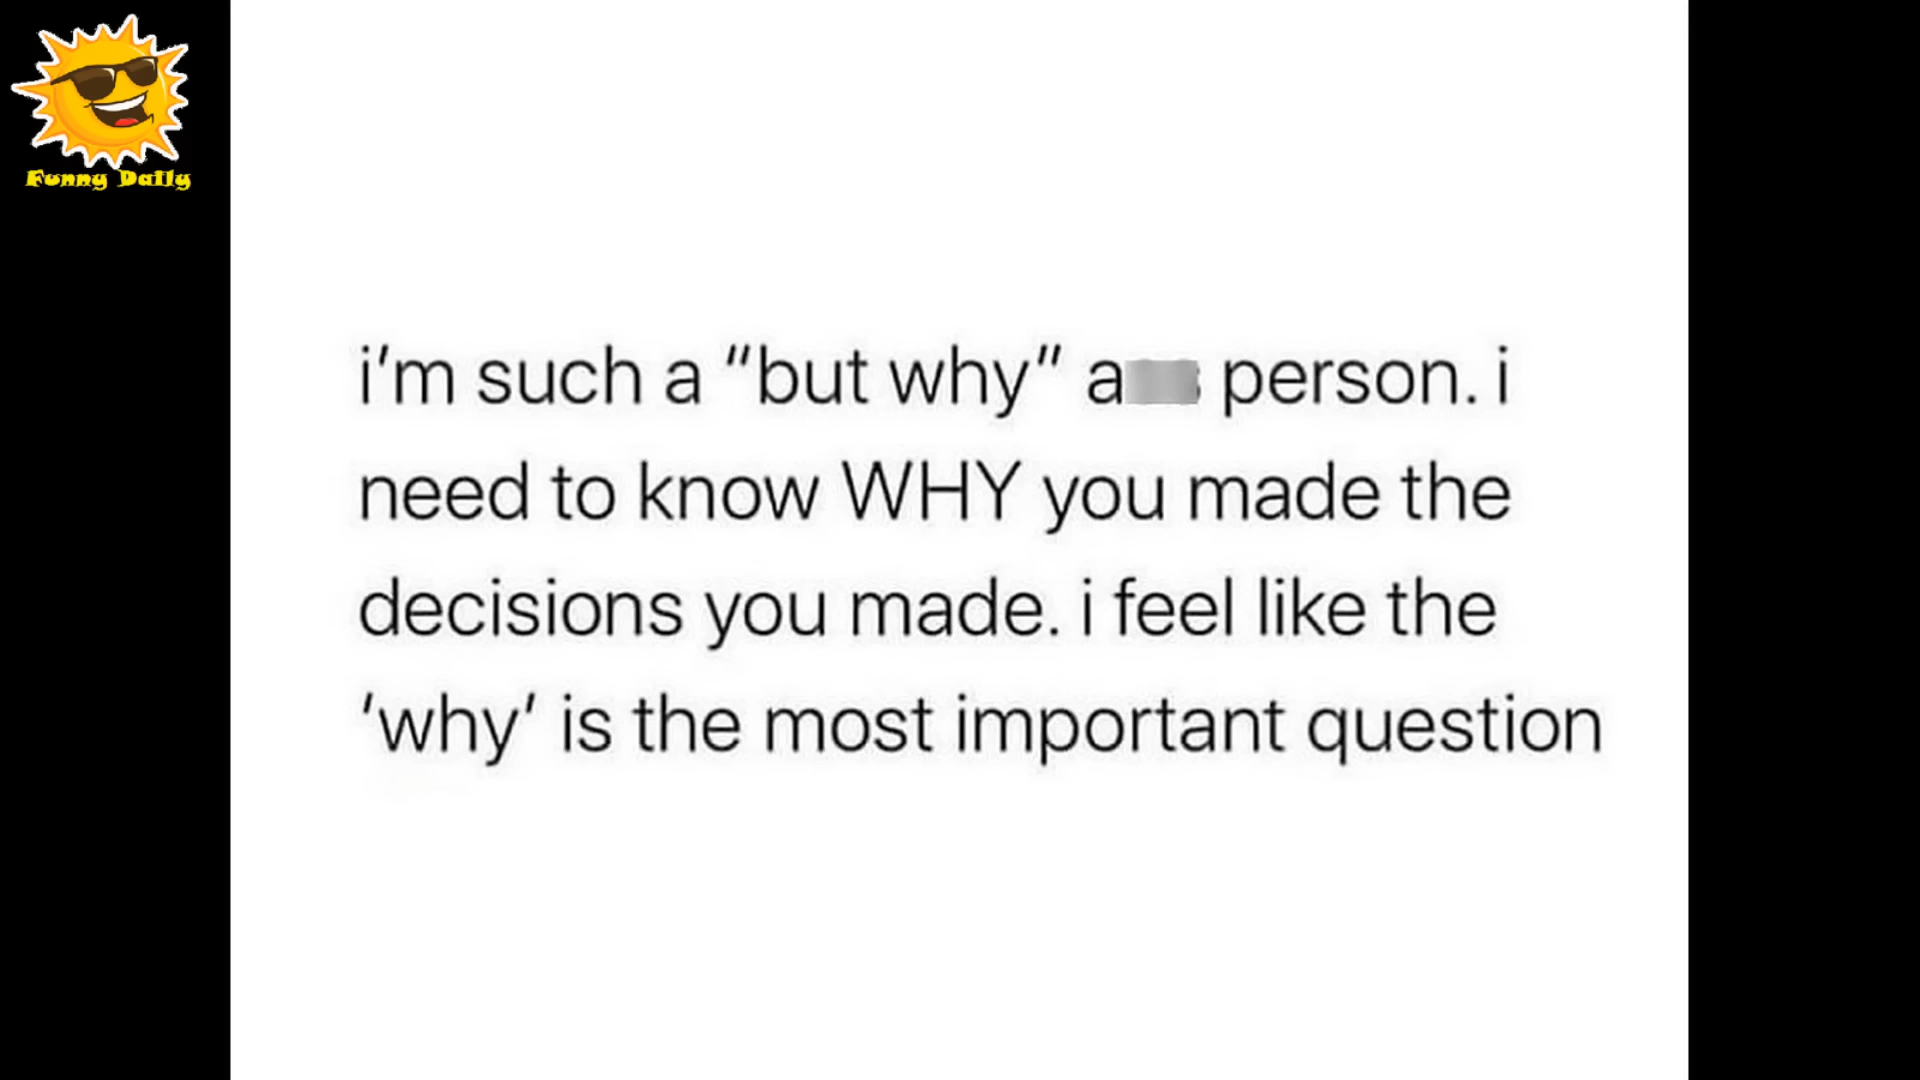 Funny Daily
i'm such a "but why" a person. i
need to know WHY you made the
decisions you made. i feel like the
'why' is the most important question